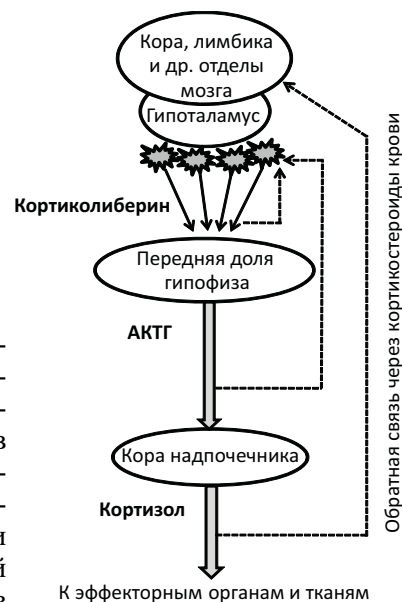 Кора, лимбика
и др. отделы
мозга
Гипоталамус
Кортиколиберин
Передняя доля
гипофиза
АКТГ
Кора надпочечника
Кортизол
К эффекторным органам и тканям
Обратная связь через кортикостероиды крови
-
-
-
в
-
-
и
й
в